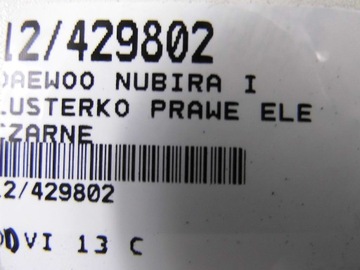 12/429802
DAEWOO NUBIRA I
LUSTERKO PRAWE ELE
CZARNE
12/429802
VI 13 C